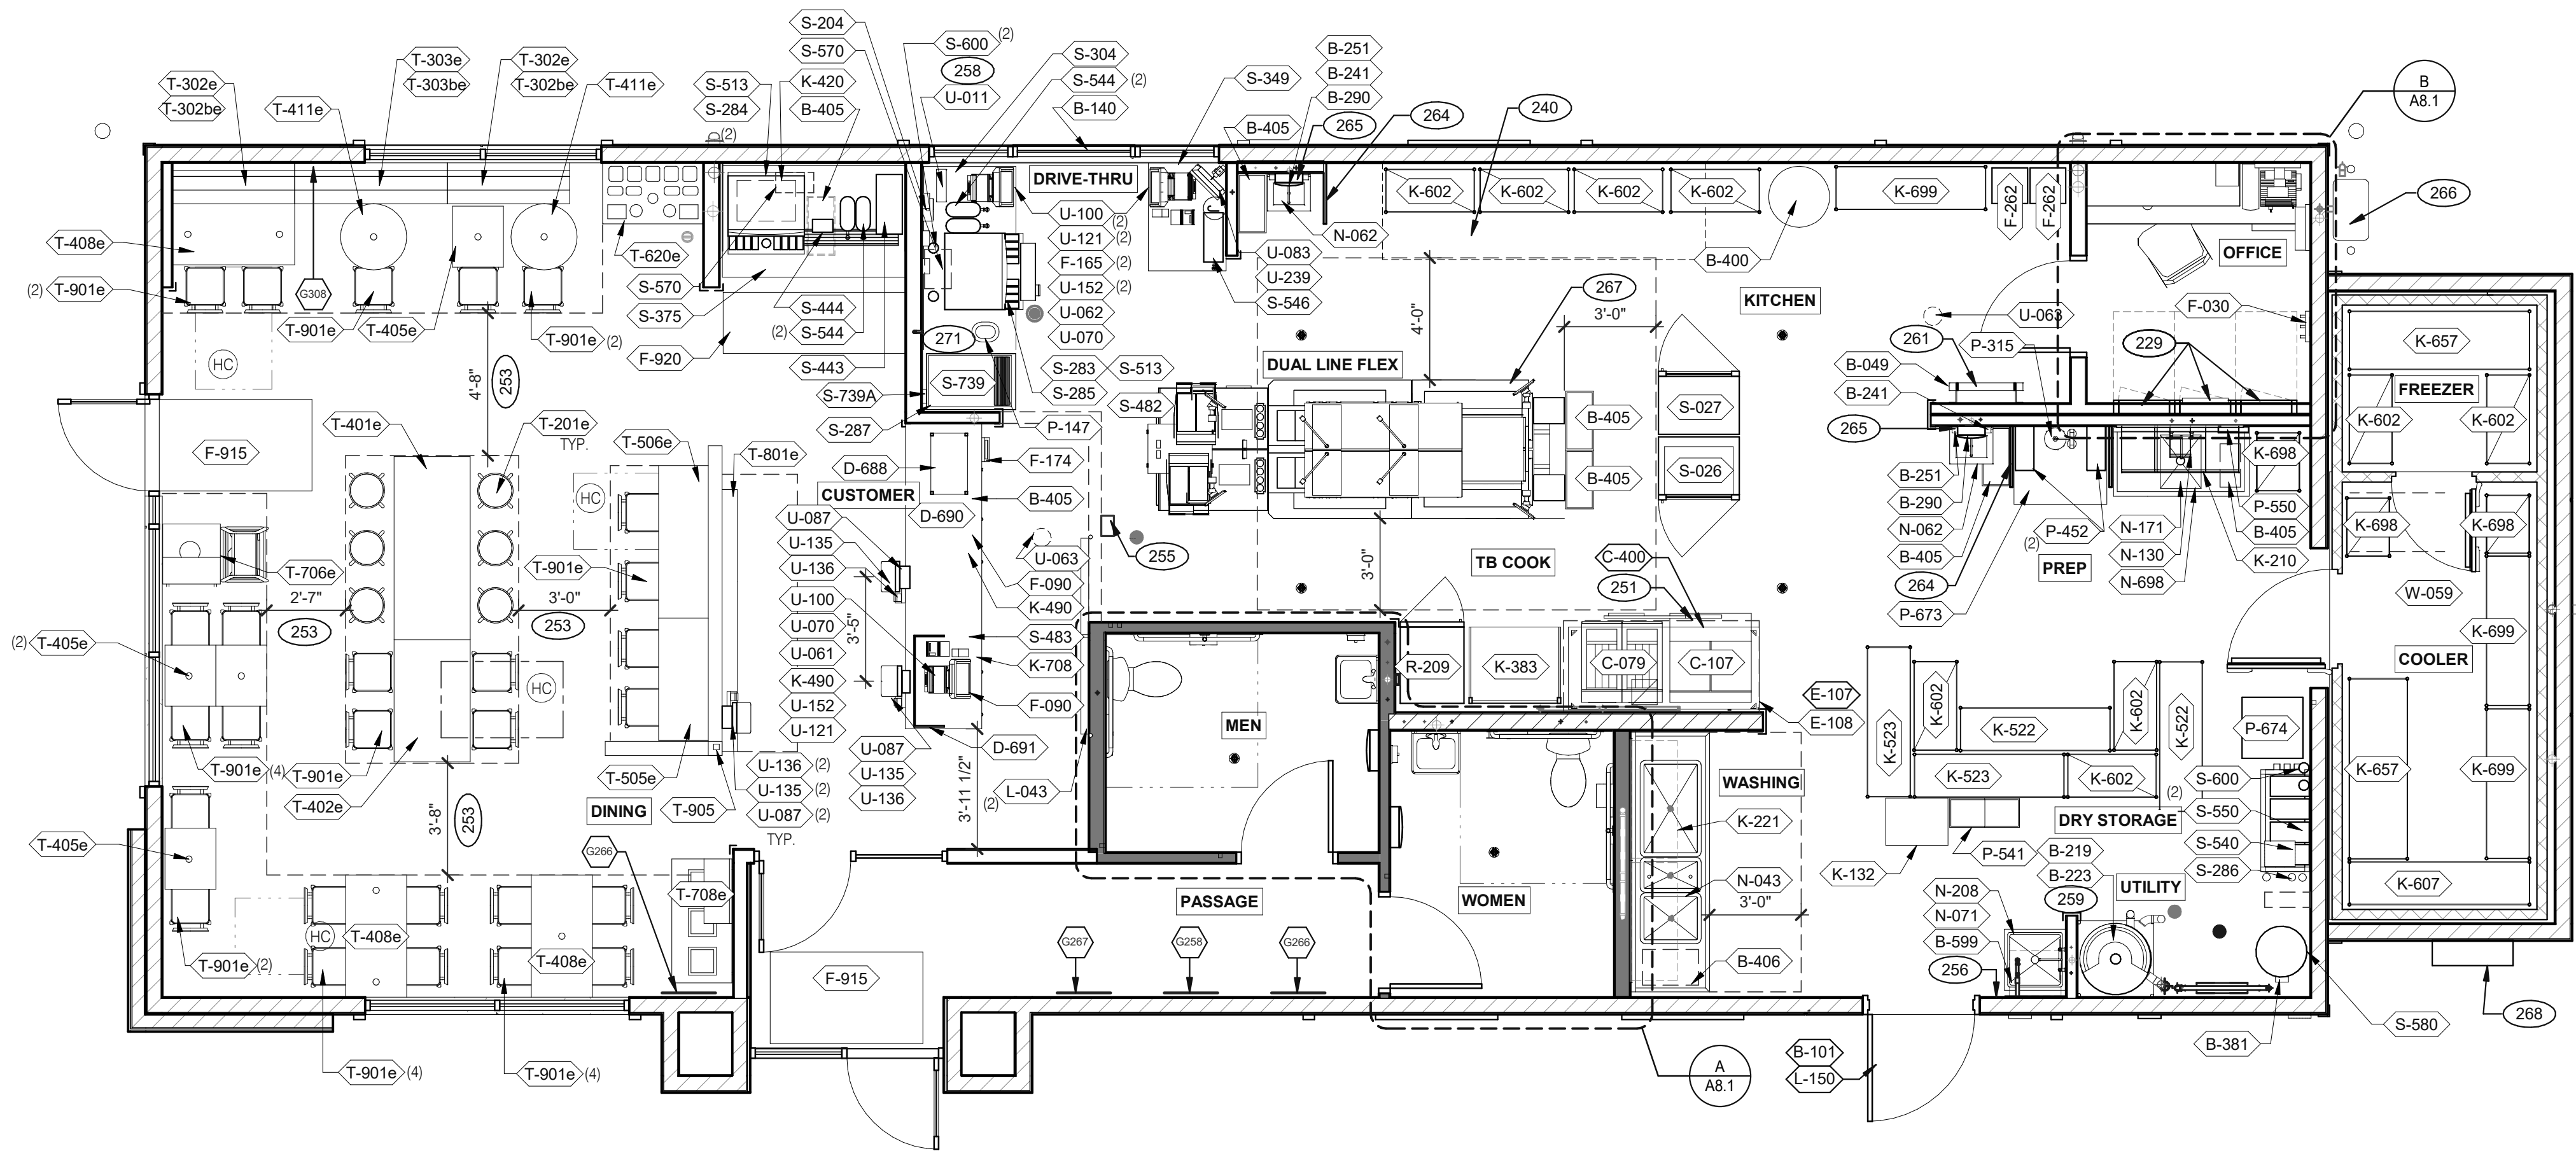 S-204
S-570
S-600 (2)
258
U-011
S-304
S-544 (2)
B-140
S-349
B-251
B-241
B-290
B-405
265
264
240
B
A8.1
T-302e
T-302be
T-411e
T-303e
T-303be
T-302e
T-302be
T-411e
S-513
S-284
K-420
B-405
(2)
DRIVE-THRU
K-602
K-602
K-602
K-602
K-699
F-262
F-262
266
T-408e
(2) T-901e
G308
T-901e
T-405e
T-901e (2)
T-620e
S-570
S-375
F-920
S-444
(2) S-544
S-443
U-100 (2)
U-121 (2)
F-165 (2)
U-152 (2)
U-062
U-070
N-062
U-083
U-239
S-546
B-400
KITCHEN
OFFICE
HC
4'-8"
253
271
S-739
S-739A
S-287
S-283
S-513
S-285
P-147
267
4'-0"
3'-0"
DUAL LINE FLEX
S-482
B-405
B-405
S-027
S-026
U-063
P-315
261
B-049
B-241
265
F-030
229
K-657
FREEZER
K-602
K-602
F-915
T-401e
T-201e
TYP.
T-506e
T-801e
HC
D-688
CUSTOMER
D-690
F-174
B-405
U-087
U-135
U-136
U-100
U-070
U-061
K-490
U-152
U-121
U-063
F-090
K-490
S-483
K-708
F-090
D-691
255
3'-0"
TB COOK
C-400
251
B-251
B-290
N-062
B-405
264
P-673
P-452
(2)
PREP
N-171
N-130
N-698
K-698
P-550
B-405
K-210
K-698
K-698
W-059
K-699
COOLER
K-657
K-699
K-607
T-706e
2'-7"
253
3'-0"
253
T-901e
3'-5"
(2) T-405e
HC
T-901e (4)
T-901e
T-402e
T-505e
3'-8"
253
DINING
T-905
U-136 (2)
U-135 (2)
U-087 (2)
TYP.
U-087
U-135
U-136
3'-11 1/2"
(2)
L-043
MEN
R-209
K-383
C-079
C-107
E-107
E-108
WASHING
K-221
N-043
3'-0"
B-406
WOMEN
PASSAGE
K-523
K-602
K-522
K-602
K-522
K-523
K-602
P-674
S-600
(2)
S-550
S-540
S-286
DRY STORAGE
P-541
K-132
B-219
B-223
UTILITY
259
N-208
N-071
B-599
256
T-405e
T-901e (2)
HC
T-408e
T-408e
G266
T-708e
T-901e (4)
T-901e (4)
F-915
G267
G258
G266
A
A8.1
B-101
L-150
B-381
S-580
268